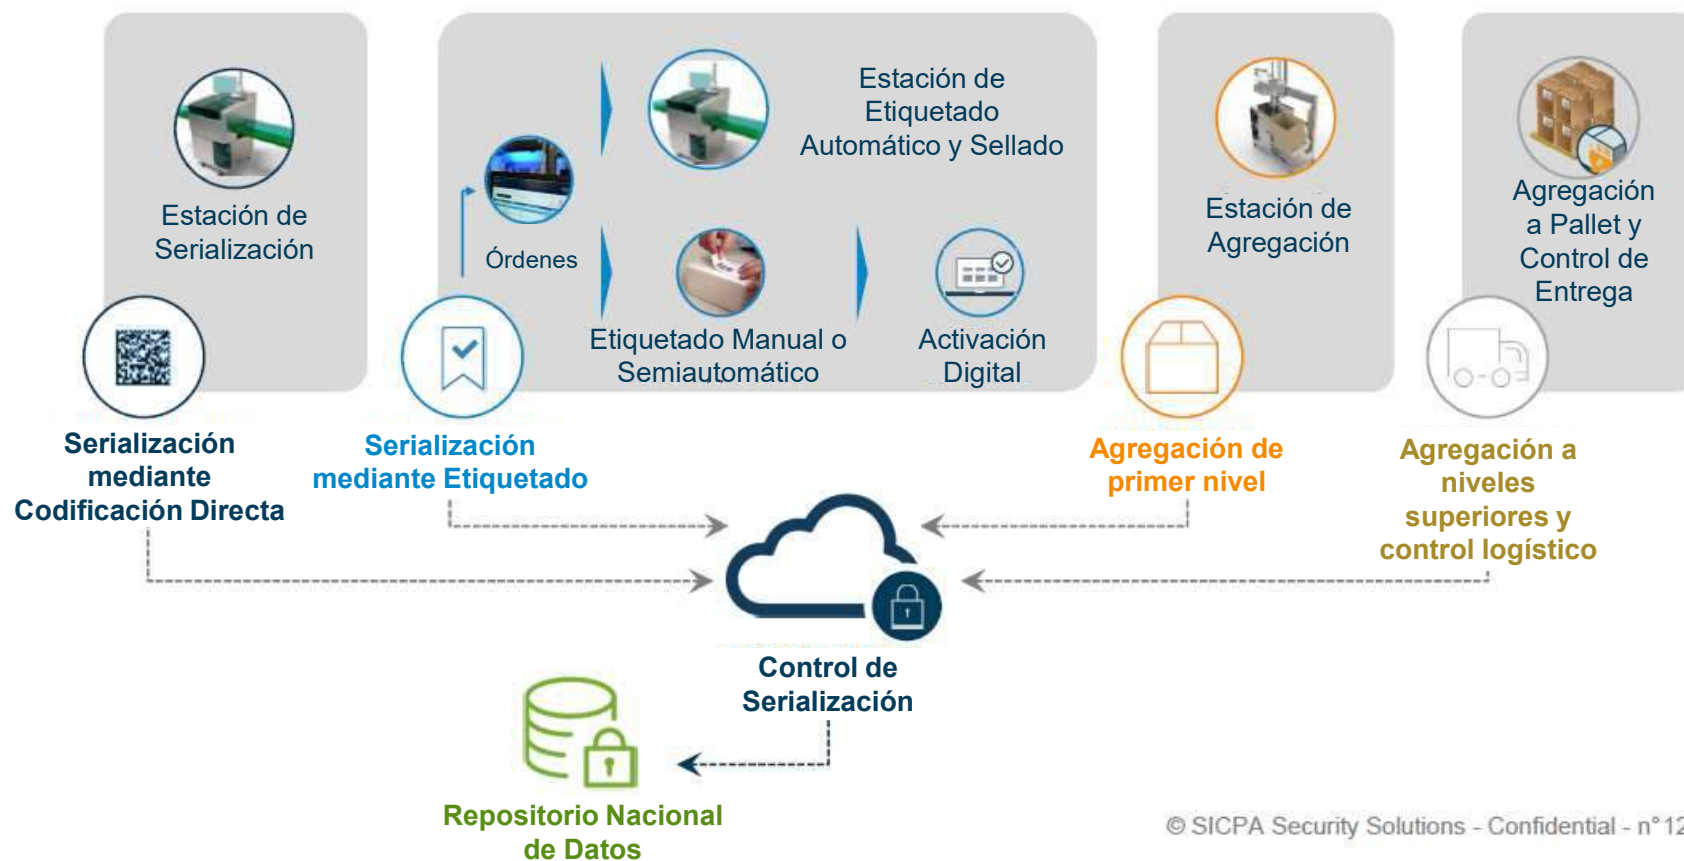 Estación de
Serialización
Estación de
Etiquetado
Automático y Sellado
Órdenes
Etiquetado Manual o
Semiautomático
Activación
Digital
Estación de
Agregación
Agregación
a Pallet y
Control de
Entrega
Serialización
mediante
Codificación Directa
Serialización
mediante Etiquetado
Agregación de
primer nivel
Agregación a
niveles
superiores y
control logístico
Control de
Serialización
Repositorio Nacional
de Datos
© SICPA Security Solutions - Confidential - n°12